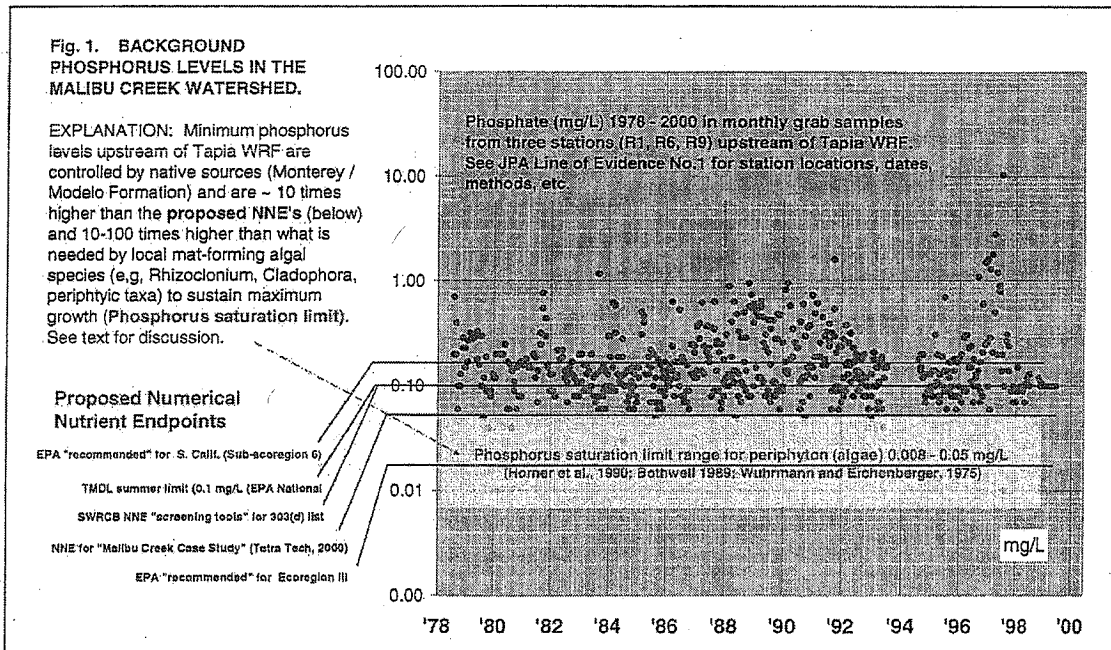 Fig. 1. BACKGROUND
PHOSPHORUS LEVELS IN THE
MALIBU CREEK WATERSHED.
EXPLANATION: Minimum phosphorus
levels upstream of Tapia WRF are
controlled by native sources (Monterey /
Modelo Formation) and are ~ 10 times
higher than the proposed NNE's (below)
and 10-100 times higher than what is
needed by local mat-forming algal
species (e,g, Rhizoclonium, Cladophora,
periphtyic taxa) to sustain maximum
growth (Phosphorus saturation limit).
See text for discussion.
Proposed Numerical
Nutrient Endpoints
EPA "recommended" for S. Calif. (Sub-ecoregion 6)
TMDL summer limit (0.1 mg/L (EPA National
SWRCB NNE "screening tools" for 303(d) list
NNE for "Malibu Creek Case Study" (Tetra Tech, 2000)
EPA "recommended" for Ecoregion III
100.00
10.00
1.00
0.10
0.01
0.00
Phosphate (mg/L) 1978 - 2000 in monthly grab samples
from three stations (R1, R6, R9) upstream of Tapia WRF.
See JPA Line of Evidence No.1 for station locations, dates,
methods, etc.
Phosphorus saturation limit range for periphyton (algae) 0.008 - 0.05 mg/L
(Horner et al., 1990; Bothwell 1989; Wuhrmann and Eichenberger, 1975)
mg/L
'78 '80 '82 '84 '86 '88 '90 '92 '94 '96 '98 '00